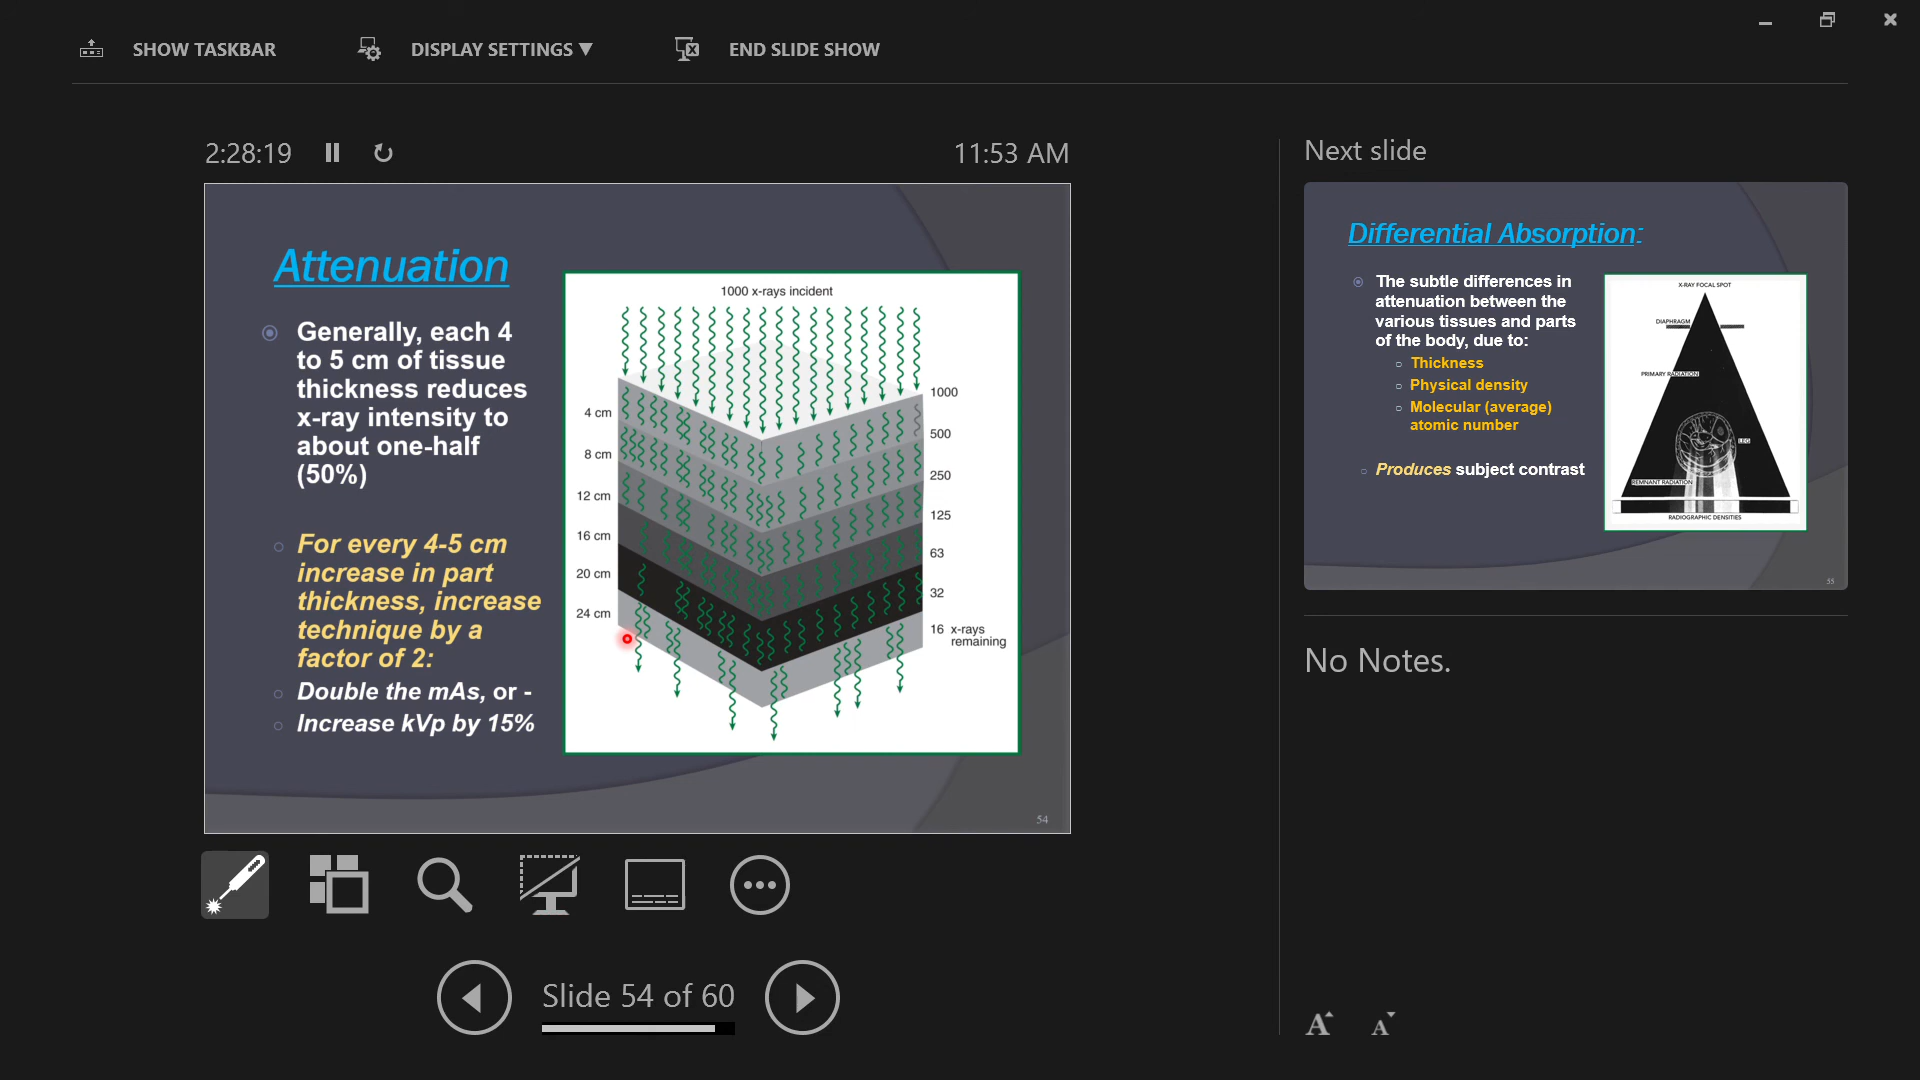 SHOW TASKBAR
DISPLAY SETTINGS ▼
END SLIDE SHOW
2:28:19
11:53 AM
Attenuation
Generally, each 4
to 5 cm of tissue
thickness reduces
x-ray intensity to
about one-half
(50%)
For every 4-5 cm
increase in part
thickness, increase
technique by a
factor of 2:
Double the mAs, or -
Increase kVp by 15%
1000 x-rays incident
4 cm
8 cm
12 cm
16 cm
20 cm
24 cm
1000
500
250
125
63
32
16 x-rays
remaining
54
Slide 54 of 60
Next slide
Differential Absorption:
The subtle differences in
attenuation between the
various tissues and parts
of the body, due to:
Thickness
Physical density
Molecular (average)
atomic number
Produces subject contrast
X-RAY FOCAL SPOT
DIAPHRAGM
PRIMARY RADIATION
LEG
REMNANT RADIATION
RADIOGRAPHIC DENSITIES
55
No Notes.
A
A